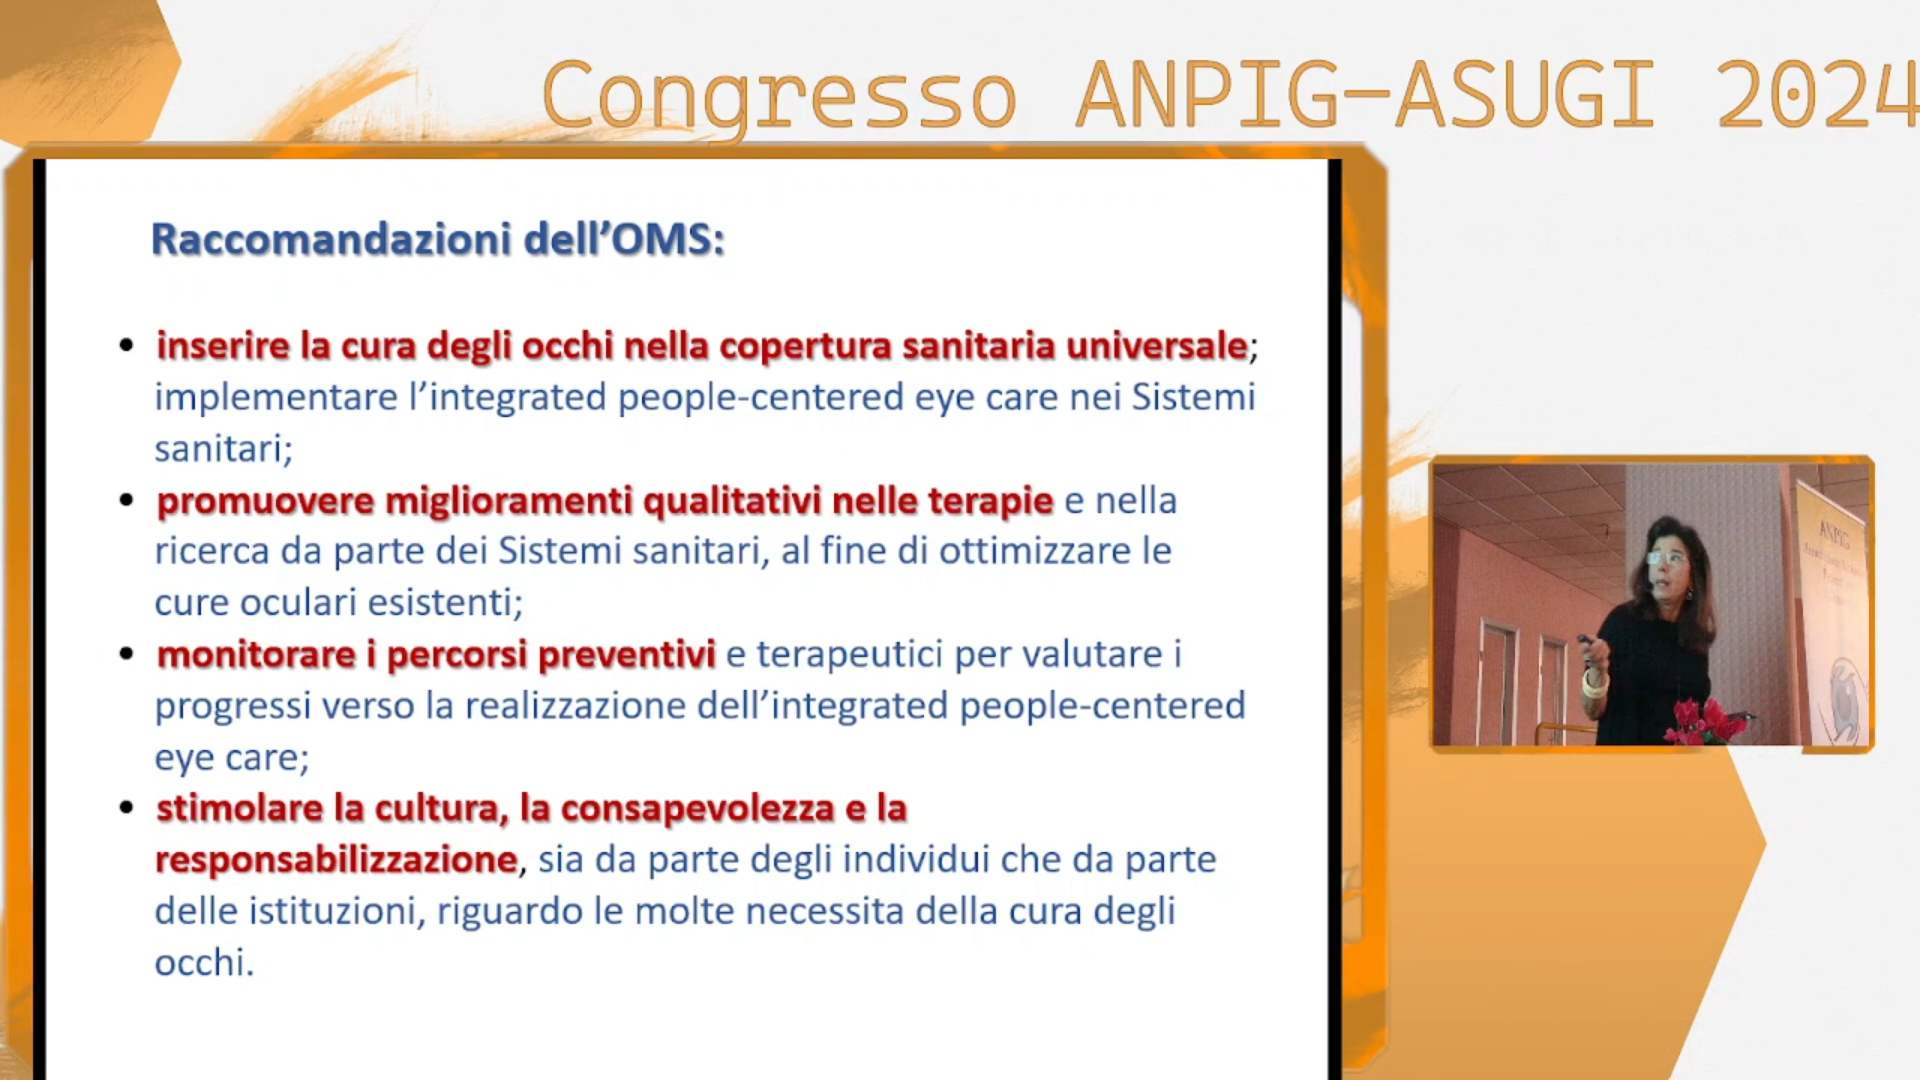 Congresso ANPIG-ASUGI 2024
Raccomandazioni dell’OMS:
• inserire la cura degli occhi nella copertura sanitaria universale;
implementare l’integrated people-centered eye care nei Sistemi
sanitari;
• promuovere miglioramenti qualitativi nelle terapie e nella
ricerca da parte dei Sistemi sanitari, al fine di ottimizzare le
cure oculari esistenti;
• monitorare i percorsi preventivi e terapeutici per valutare i
progressi verso la realizzazione dell’integrated people-centered
eye care;
• stimolare la cultura, la consapevolezza e la
responsabilizzazione, sia da parte degli individui che da parte
delle istituzioni, riguardo le molte necessita della cura degli
occhi.
ANPIG